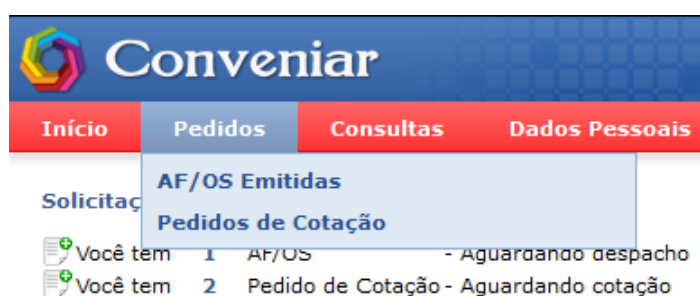 Conveniar
Início Pedidos Consultas Dados Pessoais
AF/OS Emitidas
Solicitaç
Pedidos de Cotação
Você tem 1 AF/OS - Aguardando despacho
Você tem 2 Pedido de Cotação - Aguardando cotação